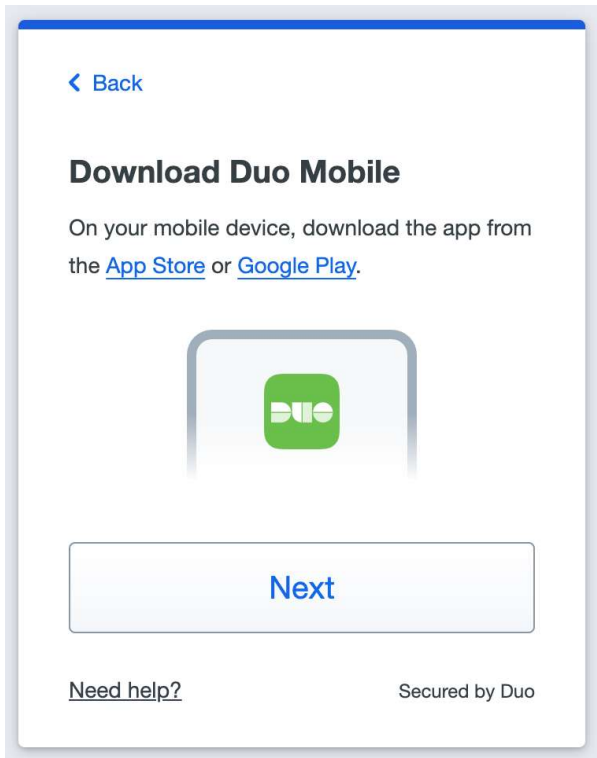 Back
Download Duo Mobile
On your mobile device, download the app from
the App Store or Google Play.
DUO
Next
Need help?
Secured by Duo